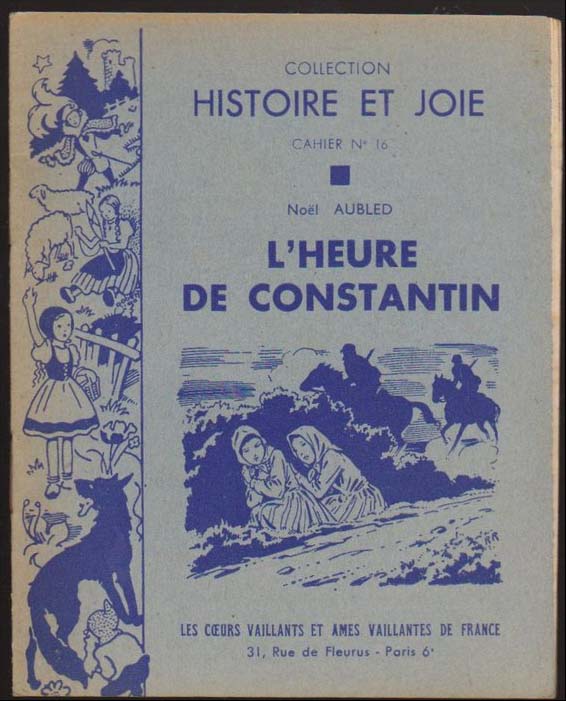 COLLECTION
HISTOIRE ET JOIE
CAHIER N° 16
Noël AUBLED
L'HEURE
DE CONSTANTIN
RR
LES CŒURS VAILLANTS ET AMES VAILLANTES DE FRANCE
31, Rue de Fleurus - Paris 6ᵉ